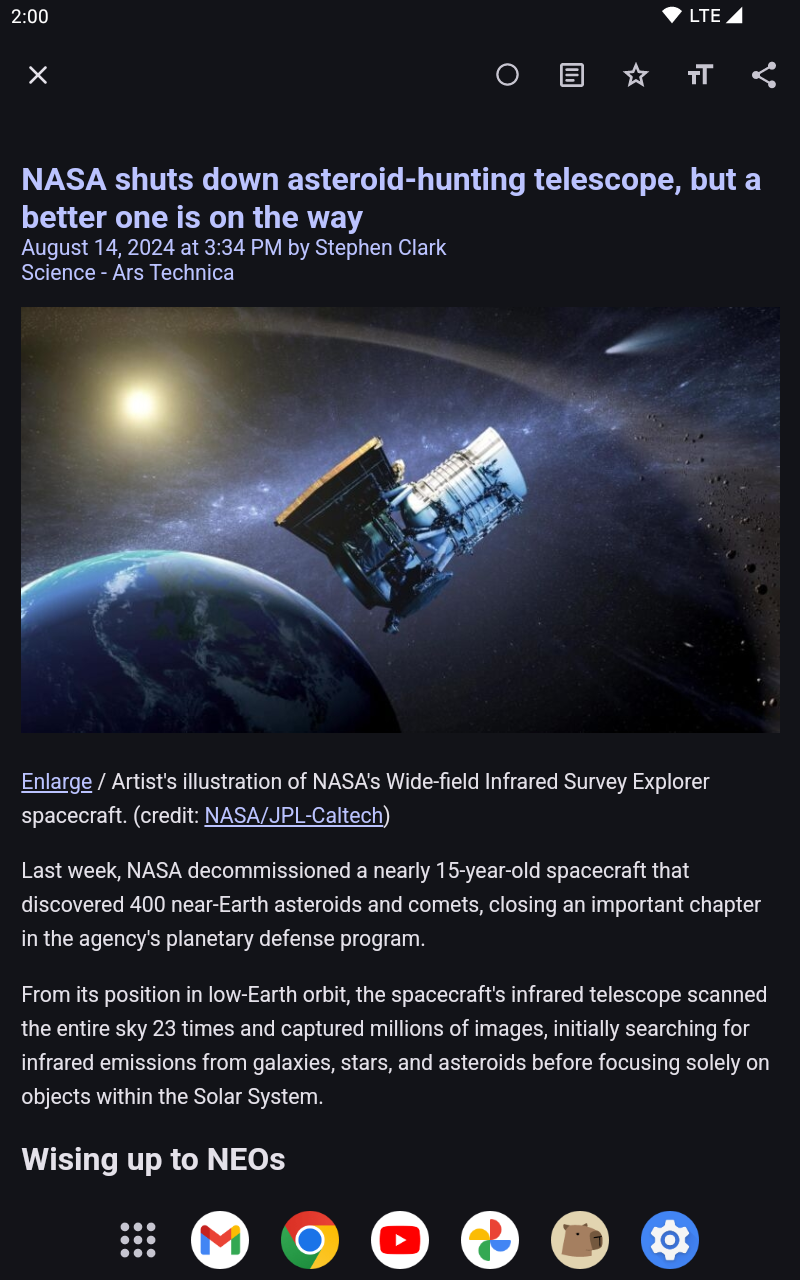 2:00
LTE
NASA shuts down asteroid-hunting telescope, but a
better one is on the way
August 14, 2024 at 3:34 PM by Stephen Clark
Science - Ars Technica
Enlarge / Artist's illustration of NASA's Wide-field Infrared Survey Explorer
spacecraft. (credit: NASA/JPL-Caltech)
Last week, NASA decommissioned a nearly 15-year-old spacecraft that
discovered 400 near-Earth asteroids and comets, closing an important chapter
in the agency's planetary defense program.
From its position in low-Earth orbit, the spacecraft's infrared telescope scanned
the entire sky 23 times and captured millions of images, initially searching for
infrared emissions from galaxies, stars, and asteroids before focusing solely on
objects within the Solar System.
Wising up to NEOs